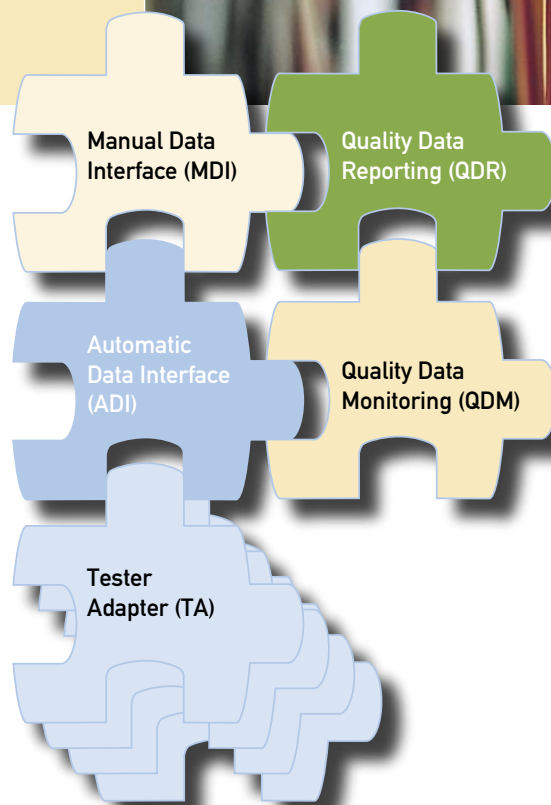 Manual Data
Interface (MDI)
Quality Data
Reporting (QDR)
Automatic
Data Interface
(ADI)
Quality Data
Monitoring (QDM)
Tester
Adapter (TA)